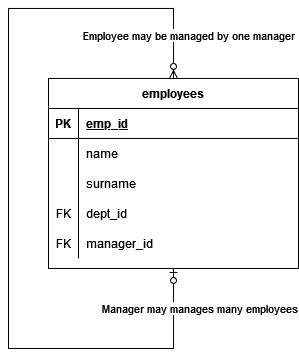 Employee may be managed by one manager
employees
PK emp_id
name
surname
FK dept_id
FK manager_id
Manager may manages many employees